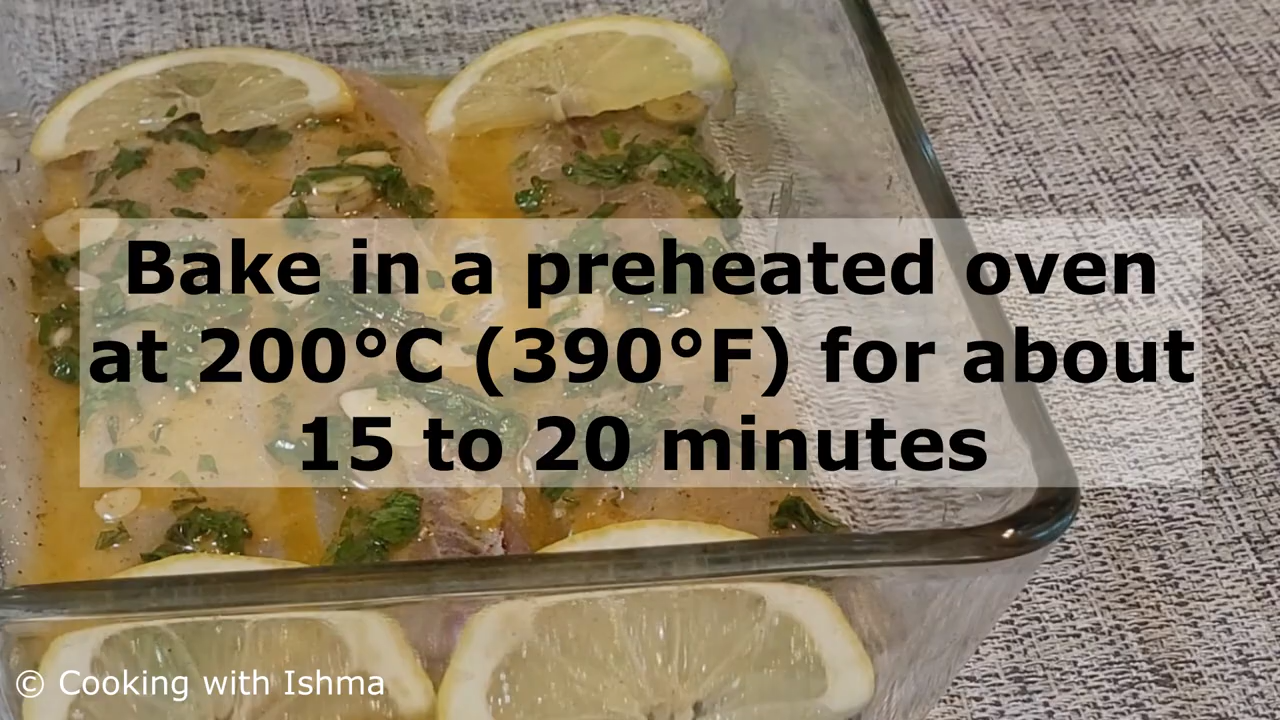 Bake in a preheated oven
at 200°C (390°F) for about
15 to 20 minutes
© Cooking with Ishma